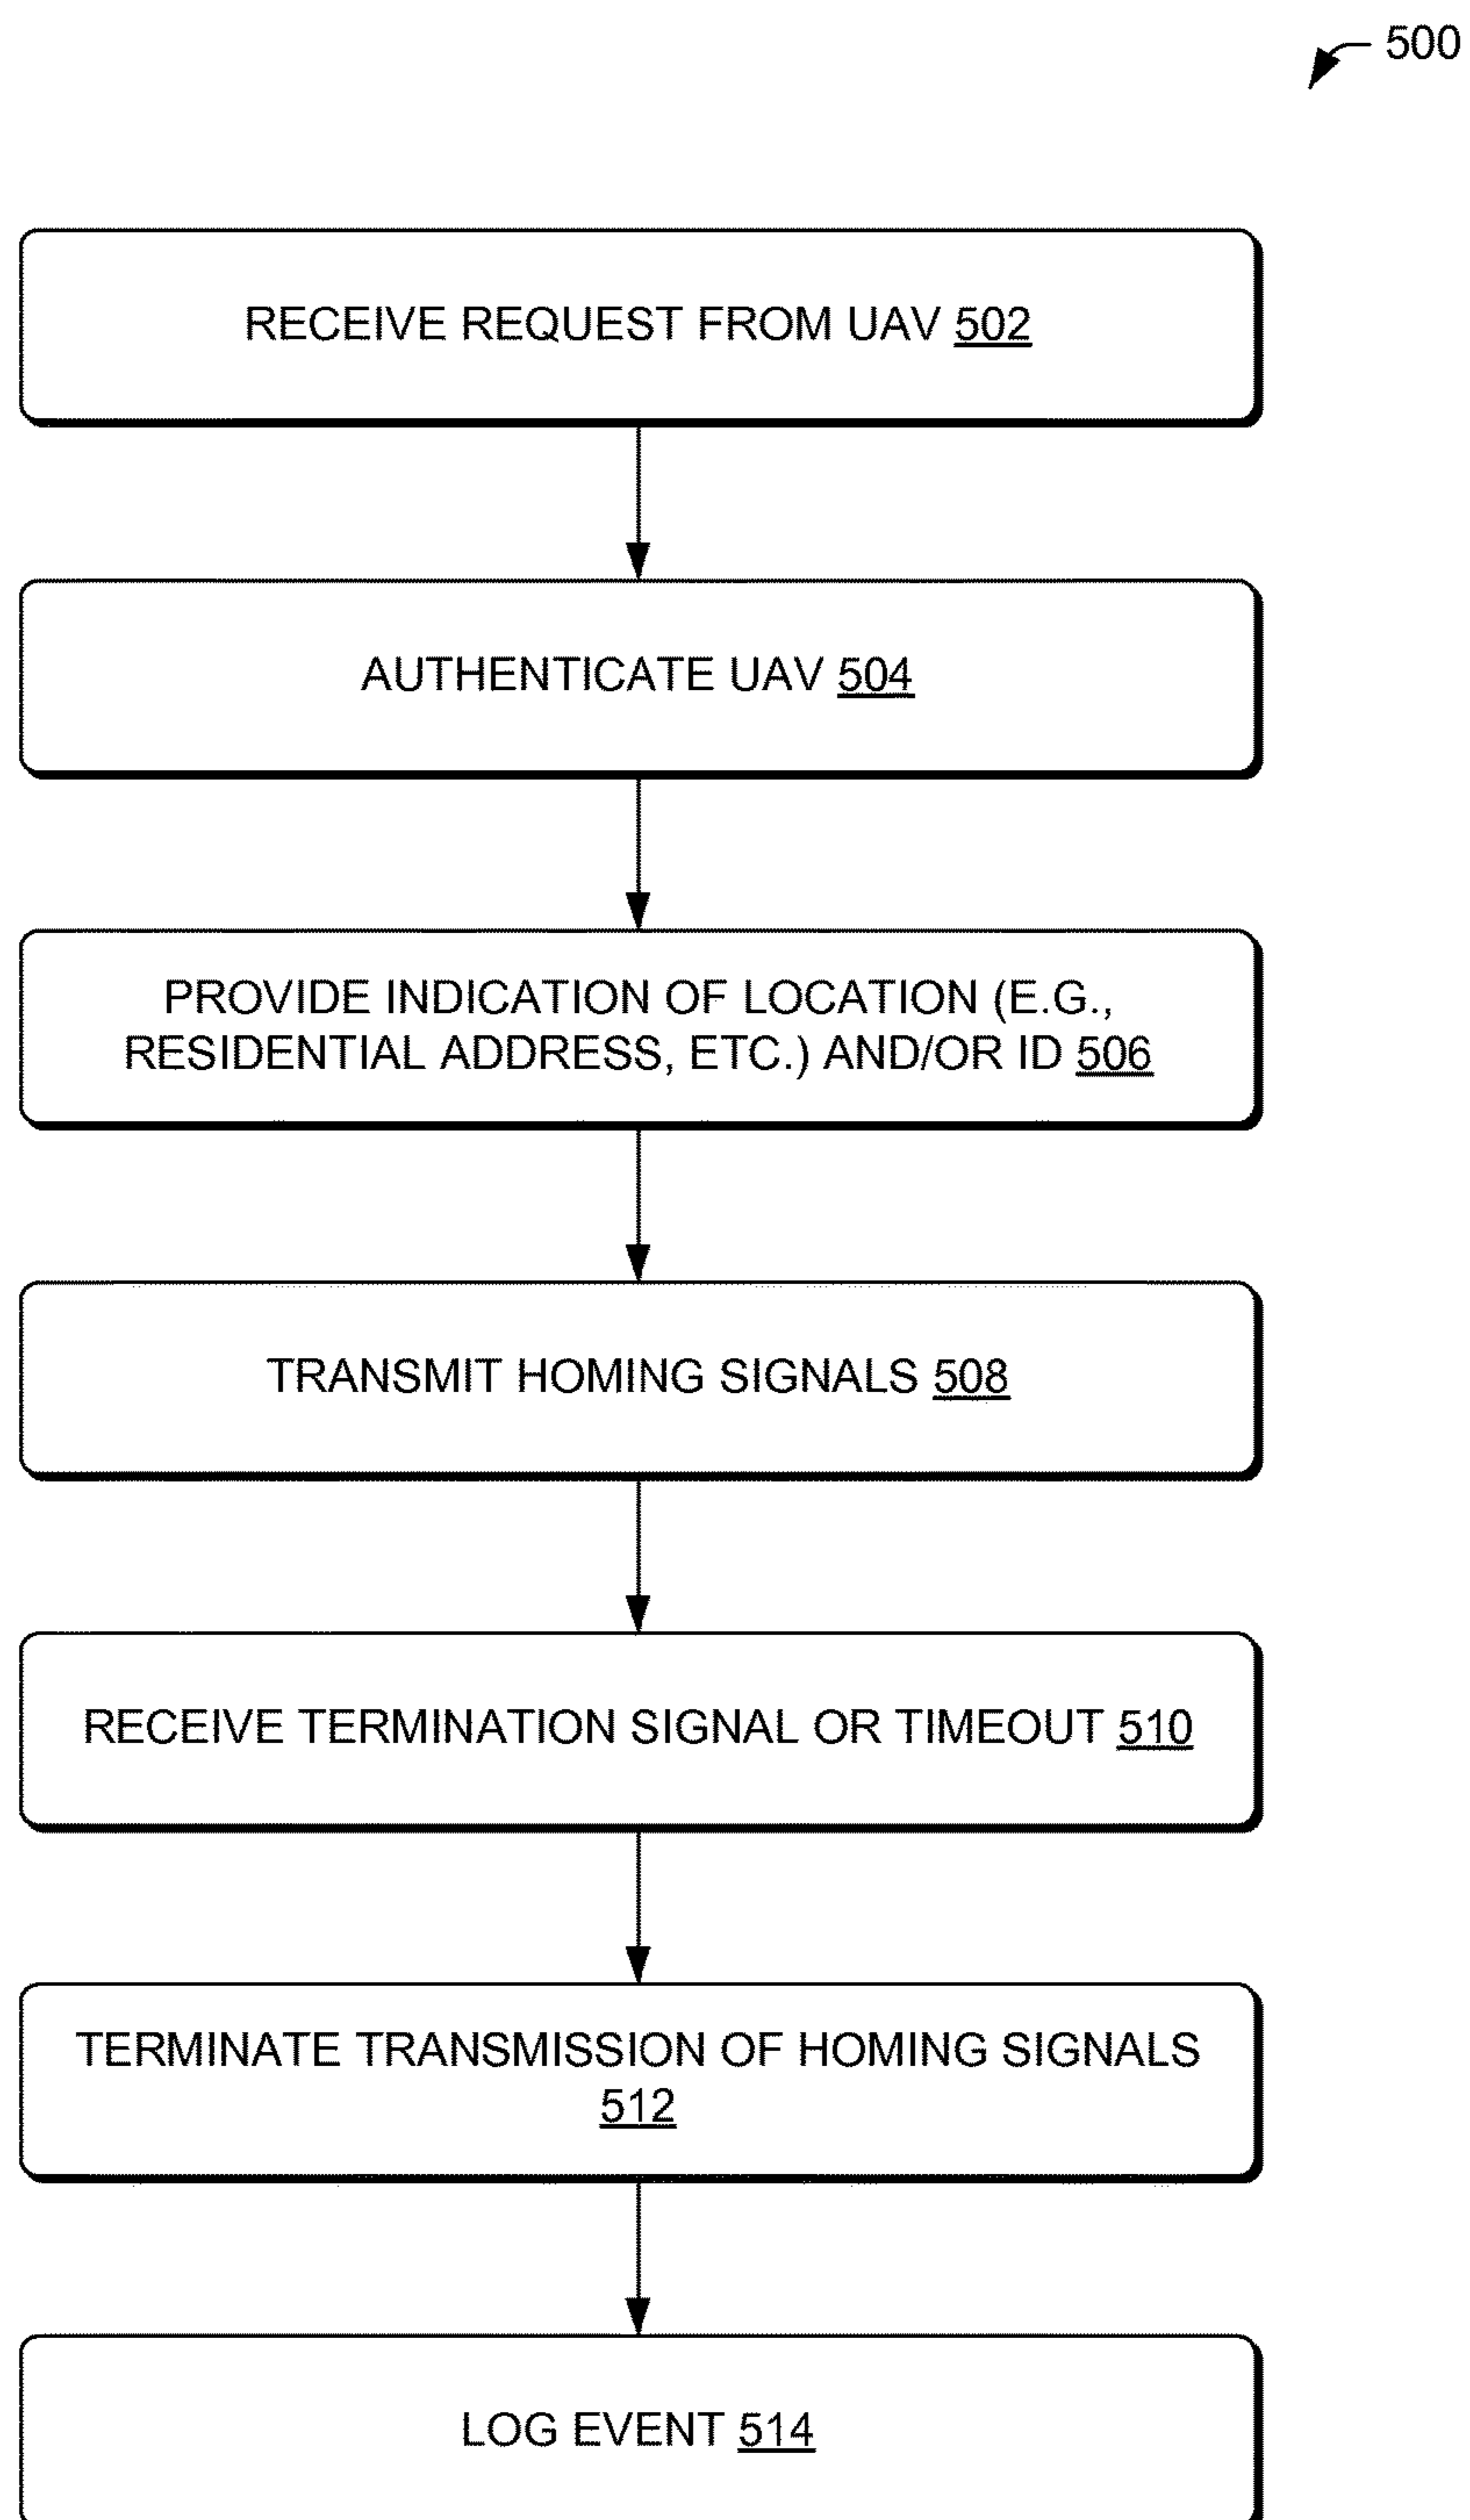 500
RECEIVE REQUEST FROM UAV 502
AUTHENTICATE UAV 504
PROVIDE INDICATION OF LOCATION (E.G.,
RESIDENTIAL ADDRESS, ETC.) AND/OR ID 506
TRANSMIT HOMING SIGNALS 508
RECEIVE TERMINATION SIGNAL OR TIMEOUT 510
TERMINATE TRANSMISSION OF HOMING SIGNALS
512
LOG EVENT 514